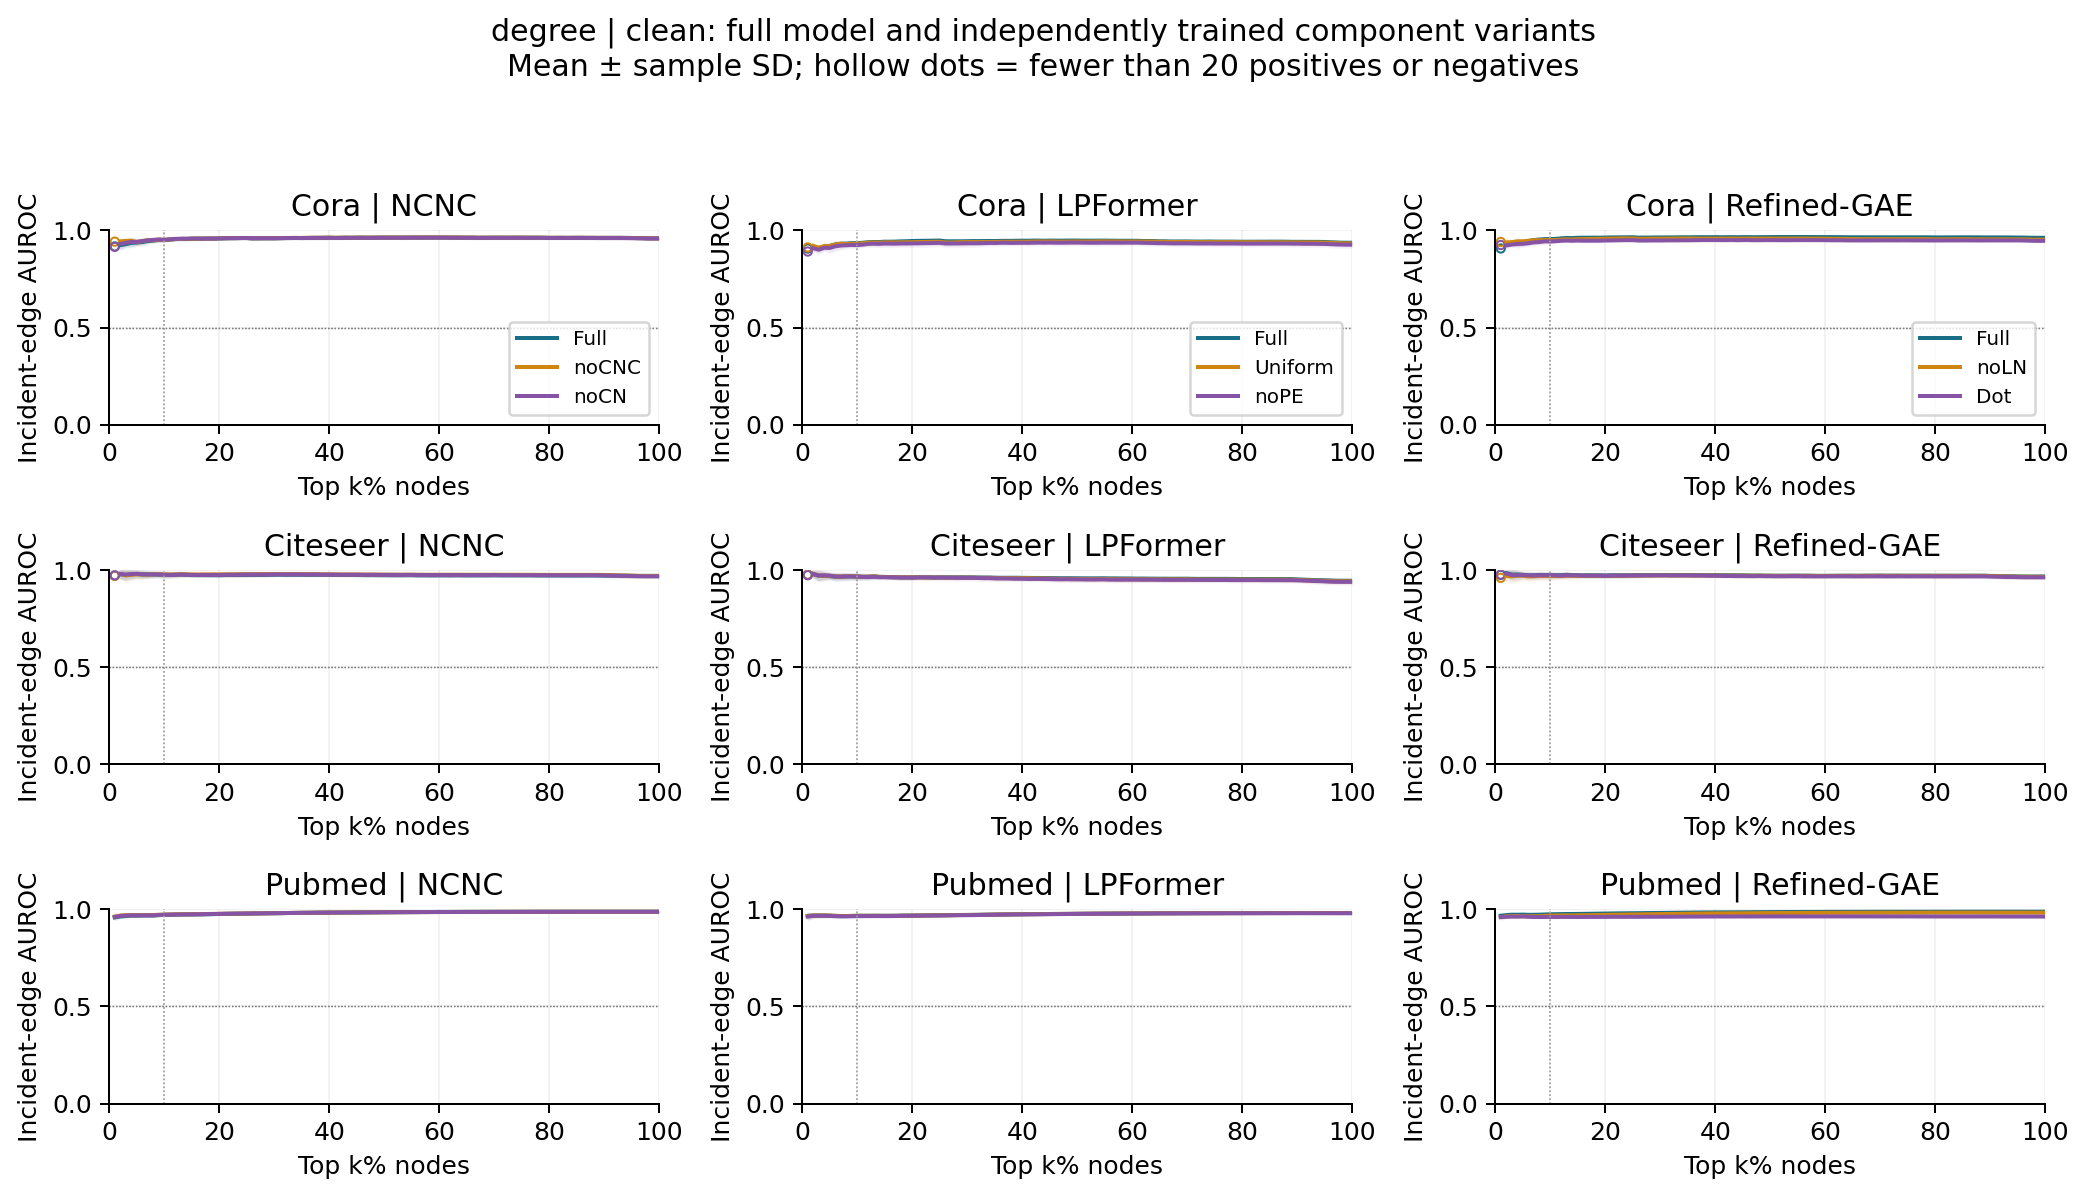 degree | clean: full model and independently trained component variants
Mean ± sample SD; hollow dots = fewer than 20 positives or negatives
Cora | NCNC
Incident-edge AUROC
1.0
0.5
0.0
Full
noCNC
noCN
0 20 40 60 80 100
Top k% nodes
Cora | LPFormer
Incident-edge AUROC
1.0
0.5
0.0
Full
Uniform
noPE
0 20 40 60 80 100
Top k% nodes
Cora | Refined-GAE
Incident-edge AUROC
1.0
0.5
0.0
Full
noLN
Dot
0 20 40 60 80 100
Top k% nodes
Citeseer | NCNC
Incident-edge AUROC
1.0
0.5
0.0
0 20 40 60 80 100
Top k% nodes
Citeseer | LPFormer
Incident-edge AUROC
1.0
0.5
0.0
0 20 40 60 80 100
Top k% nodes
Citeseer | Refined-GAE
Incident-edge AUROC
1.0
0.5
0.0
0 20 40 60 80 100
Top k% nodes
Pubmed | NCNC
Incident-edge AUROC
1.0
0.5
0.0
0 20 40 60 80 100
Top k% nodes
Pubmed | LPFormer
Incident-edge AUROC
1.0
0.5
0.0
0 20 40 60 80 100
Top k% nodes
Pubmed | Refined-GAE
Incident-edge AUROC
1.0
0.5
0.0
0 20 40 60 80 100
Top k% nodes